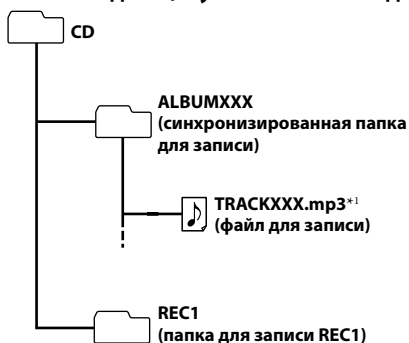 CD
ALBUMXXX
(синхронизированная папка
для записи)
TRACKXXX.mp3*1
(файл для записи)
REC1
(папка для записи REC1)